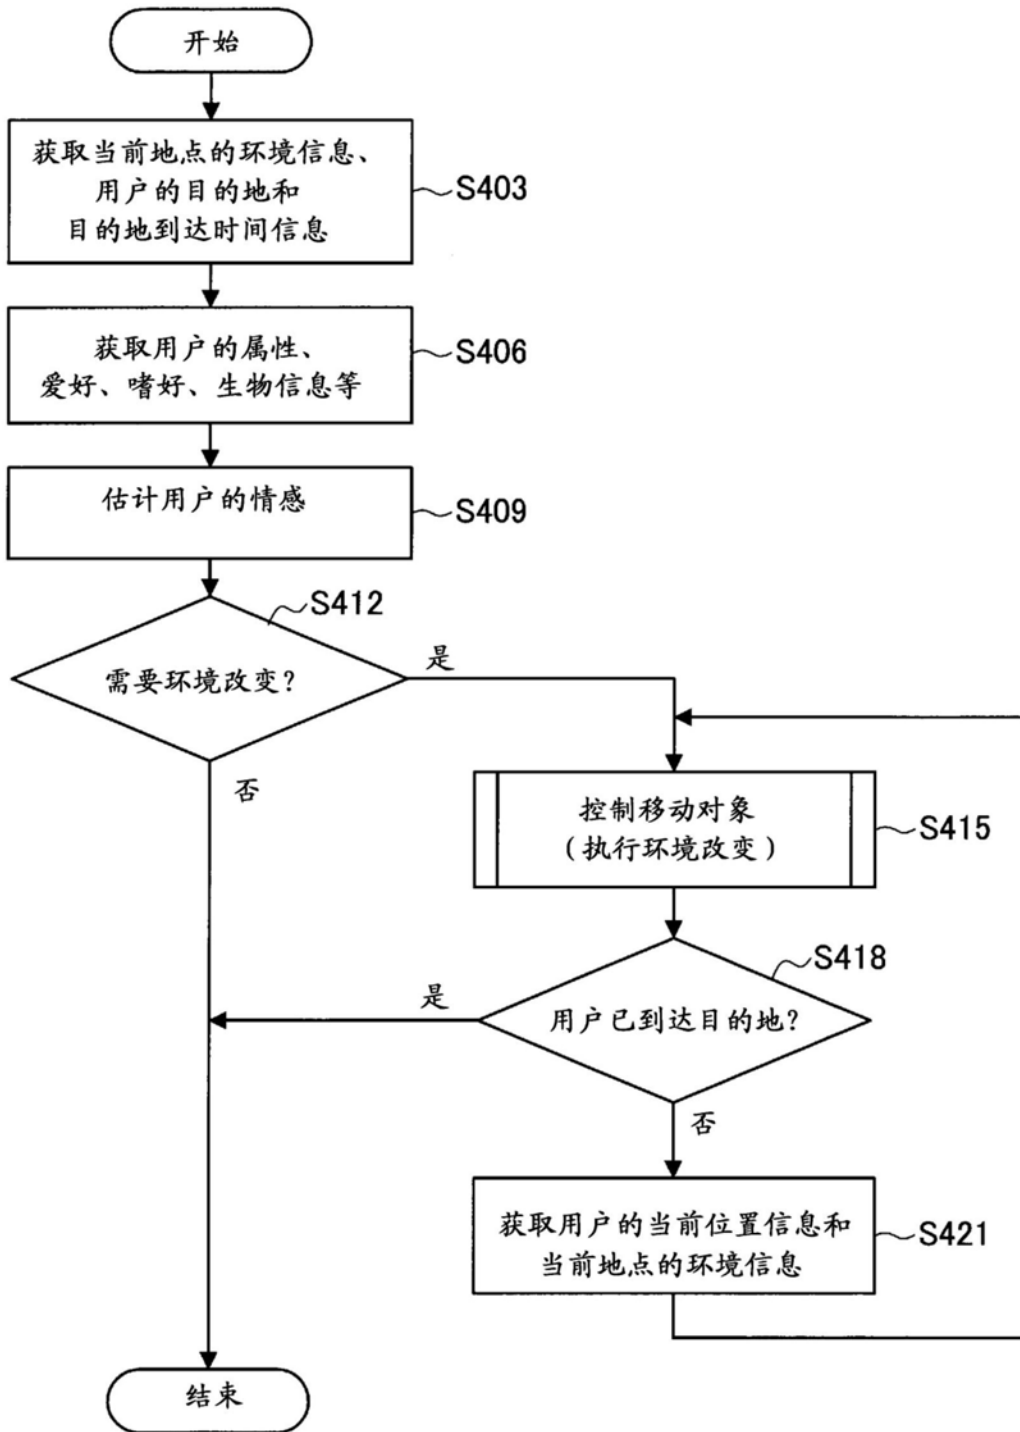 开始
获取当前地点的环境信息、
用户的目的地和
目的地到达时间信息
S403
获取用户的属性、
爱好、嗜好、生物信息等
S406
估计用户的情感
S409
S412
需要环境改变?
是
否
控制移动对象
(执行环境改变)
S415
S418
用户已到达目的地?
是
否
获取用户的当前位置信息和
当前地点的环境信息
S421
结束